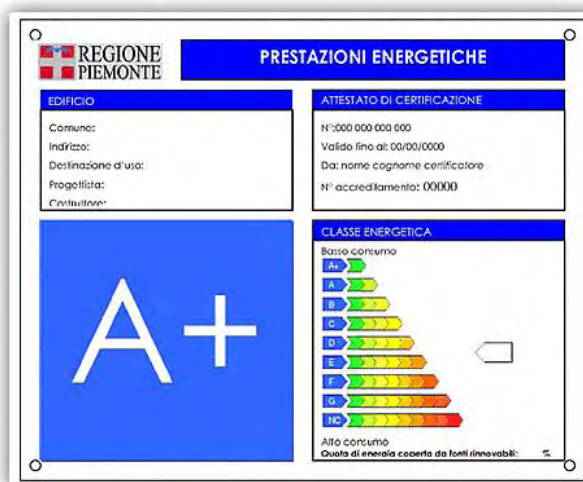 REGIONE
PIEMONTE
PRESTAZIONI ENERGETICHE
EDIFICIO
Comune:
Indirizzo:
Destinazione d'uso:
Progettista:
Costruttore:
ATTESTATO DI CERTIFICAZIONE
N°:000 000 000 000
Valido fino al: 00/00/0000
Da: nome cognome certificatore
N° accreditamento: 00000
A+
CLASSE ENERGETICA
Basso consumo
A+
A
B
C
D
E
F
G
NC
Alto consumo
Quota di energia coperta da fonti rinnovabili: %